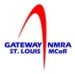 GATEWAY NMRA
ST. LOUIS MCoR